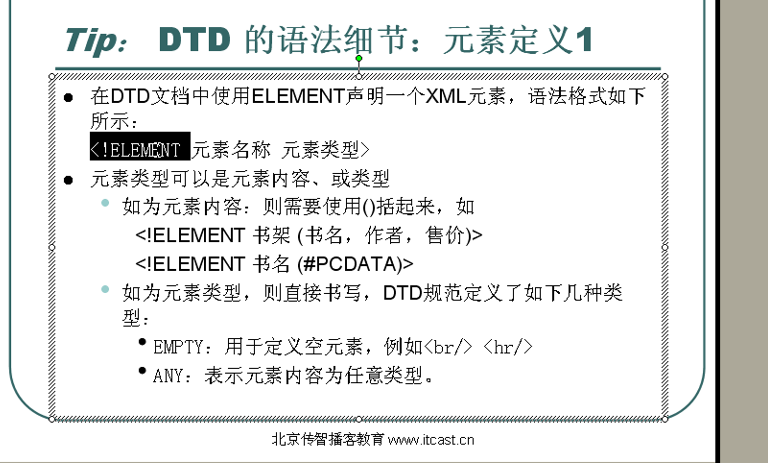 Tip： DTD 的语法细节：元素定义1
在DTD文档中使用ELEMENT声明一个XML元素，语法格式如下
所示：
<!ELEMENT 元素名称 元素类型>
元素类型可以是元素内容、或类型
如为元素内容：则需要使用()括起来，如
<!ELEMENT 书架 (书名，作者，售价)>
<!ELEMENT 书名 (#PCDATA)>
如为元素类型，则直接书写，DTD规范定义了如下几种类
型：
EMPTY：用于定义空元素，例如<br/> <hr/>
ANY：表示元素内容为任意类型。
北京传智播客教育 www.itcast.cn